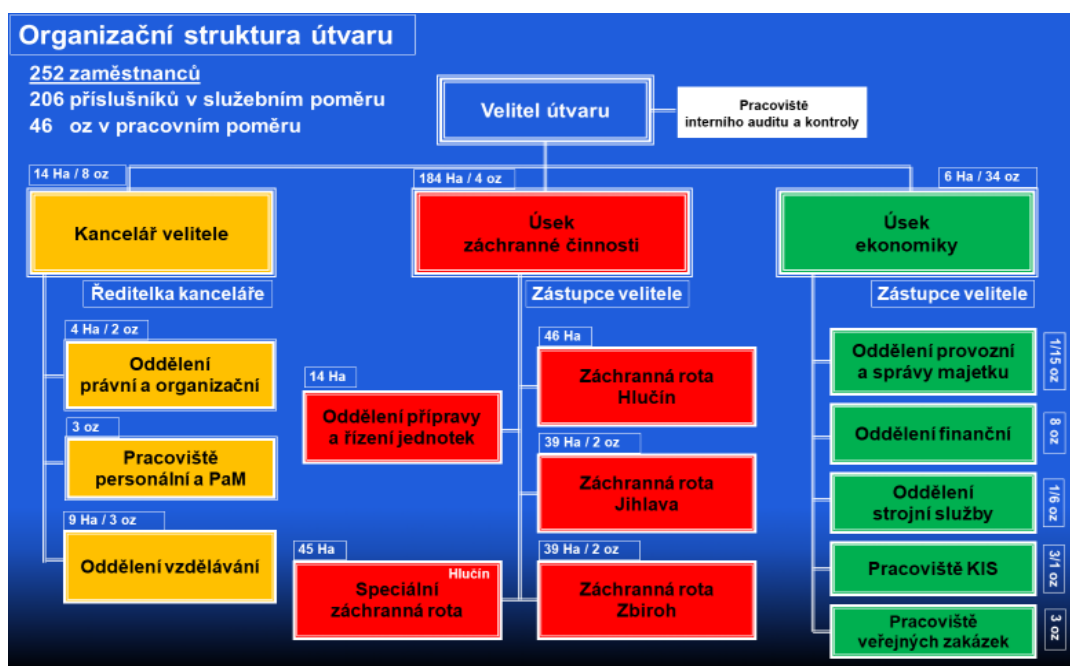 Organizační struktura útvaru
252 zaměstnanců
206 příslušníků v služebním poměru
46 oz v pracovním poměru
Velitel útvaru
Pracoviště
interního auditu a kontroly
14 Ha / 8 oz
Kancelář velitele
Ředitelka kanceláře
4 Ha / 2 oz
Oddělení
právní a organizační
3 oz
Pracoviště
personální a PaM
9 Ha / 3 oz
Oddělení vzdělávání
184 Ha / 4 oz
Úsek
záchranné činnosti
Zástupce velitele
14 Ha
Oddělení přípravy
a řízení jednotek
45 Ha
Hlučín
Speciální
záchranná rota
46 Ha
Záchranná rota
Hlučín
39 Ha / 2 oz
Záchranná rota
Jihlava
39 Ha / 2 oz
Záchranná rota
Zbiroh
6 Ha / 34 oz
Úsek
ekonomiky
Zástupce velitele
Oddělení provozní
a správy majetku
1/15 oz
Oddělení finanční
8 oz
Oddělení
strojní služby
1/6 oz
Pracoviště KIS
3/1 oz
Pracoviště
veřejných zakázek
3 oz